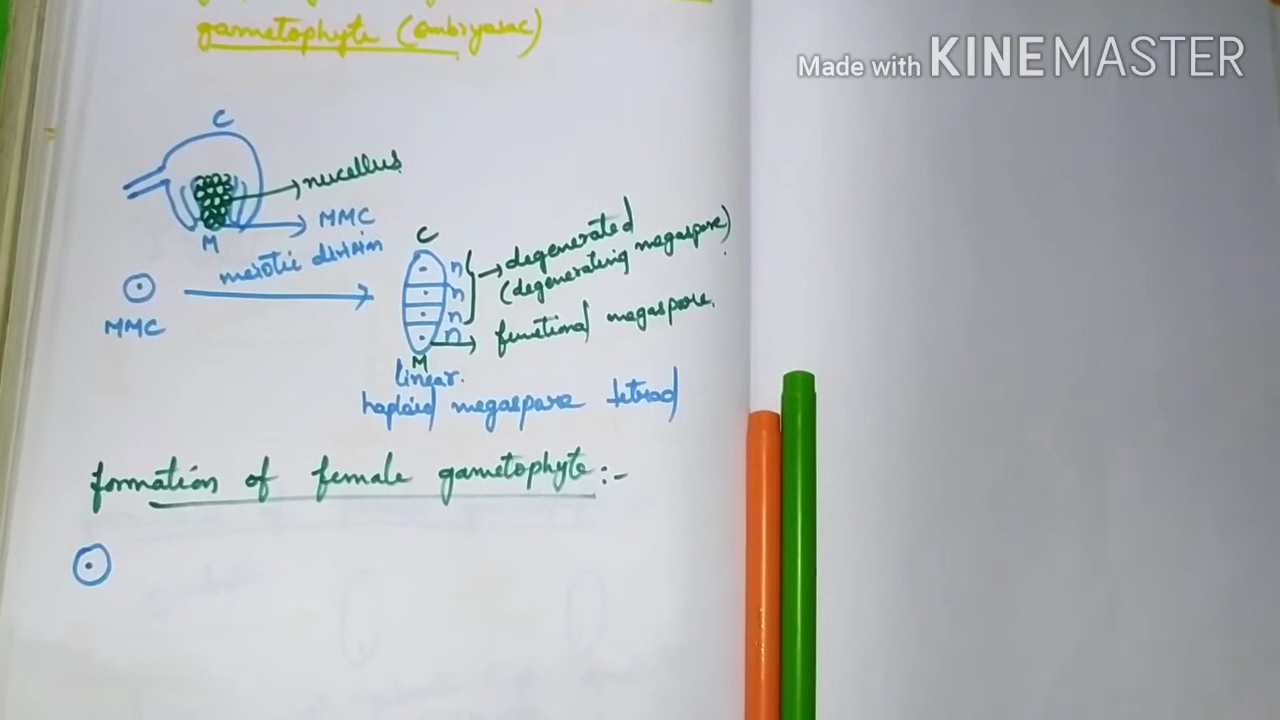 gametophyte (embryosac)
Made with KINEMASTER
C
nucellus
MMC
M
meiotic division
MMC
C
n
n
n
n
degenerated
(degenerating megaspore)
functional megaspore.
M
linear.
haploid megaspore tetrad
formation of female gametophyte:-